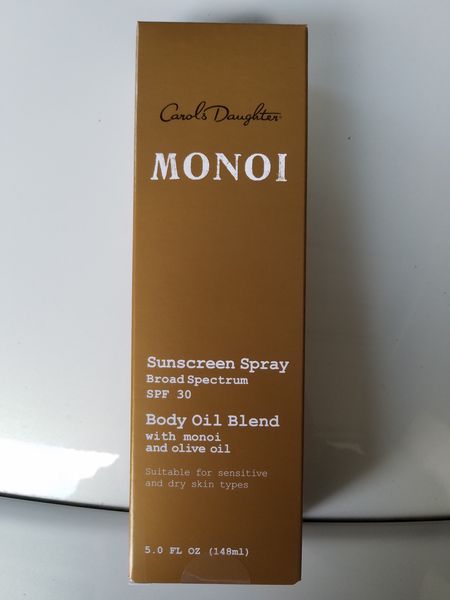 Carol's Daughter
MONOI
Sunscreen Spray
Broad Spectrum
SPF 30
Body Oil Blend
with monoi
and olive oil
Suitable for sensitive
and dry skin types
5.0 FL OZ (148ml)